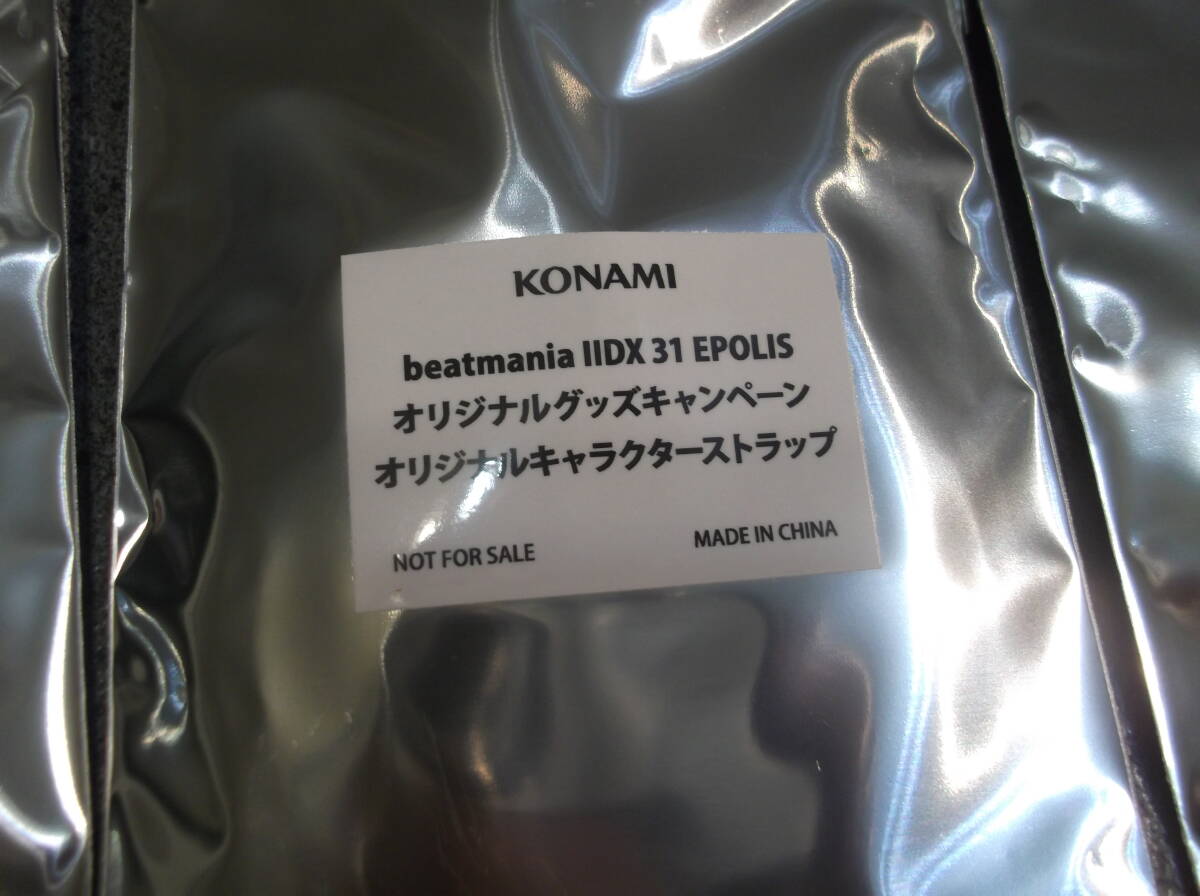 KONAMI
beatmania IIDX 31 EPOLIS
オリジナルグッズキャンペーン
オリジナルキャラクターストラップ
NOT FOR SALE
MADE IN CHINA